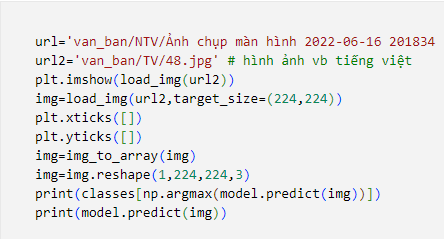 url='van_ban/NTV/Ảnh chụp màn hình 2022-06-16 201834
url2='van_ban/TV/48.jpg' # hình ảnh vb tiếng việt
plt.imshow(load_img(url2))
img=load_img(url2,target_size=(224,224))
plt.xticks([])
plt.yticks([])
img=img_to_array(img)
img=img.reshape(1,224,224,3)
print(classes[np.argmax(model.predict(img))])
print(model.predict(img))